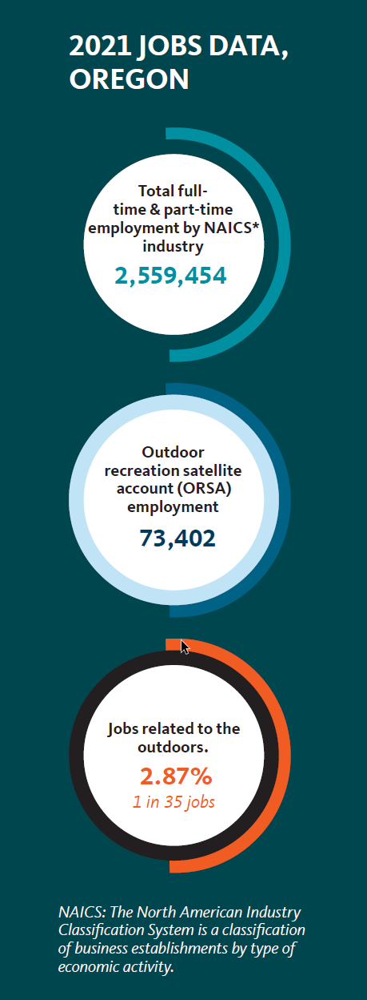 2021 JOBS DATA,
OREGON
Total full-
time & part-time
employment by NAICS*
industry
2,559,454
Outdoor
recreation satellite
account (ORSA)
employment
73,402
Jobs related to the
outdoors.
2.87%
1 in 35 jobs
NAICS: The North American Industry
Classification System is a classification
of business establishments by type of
economic activity.